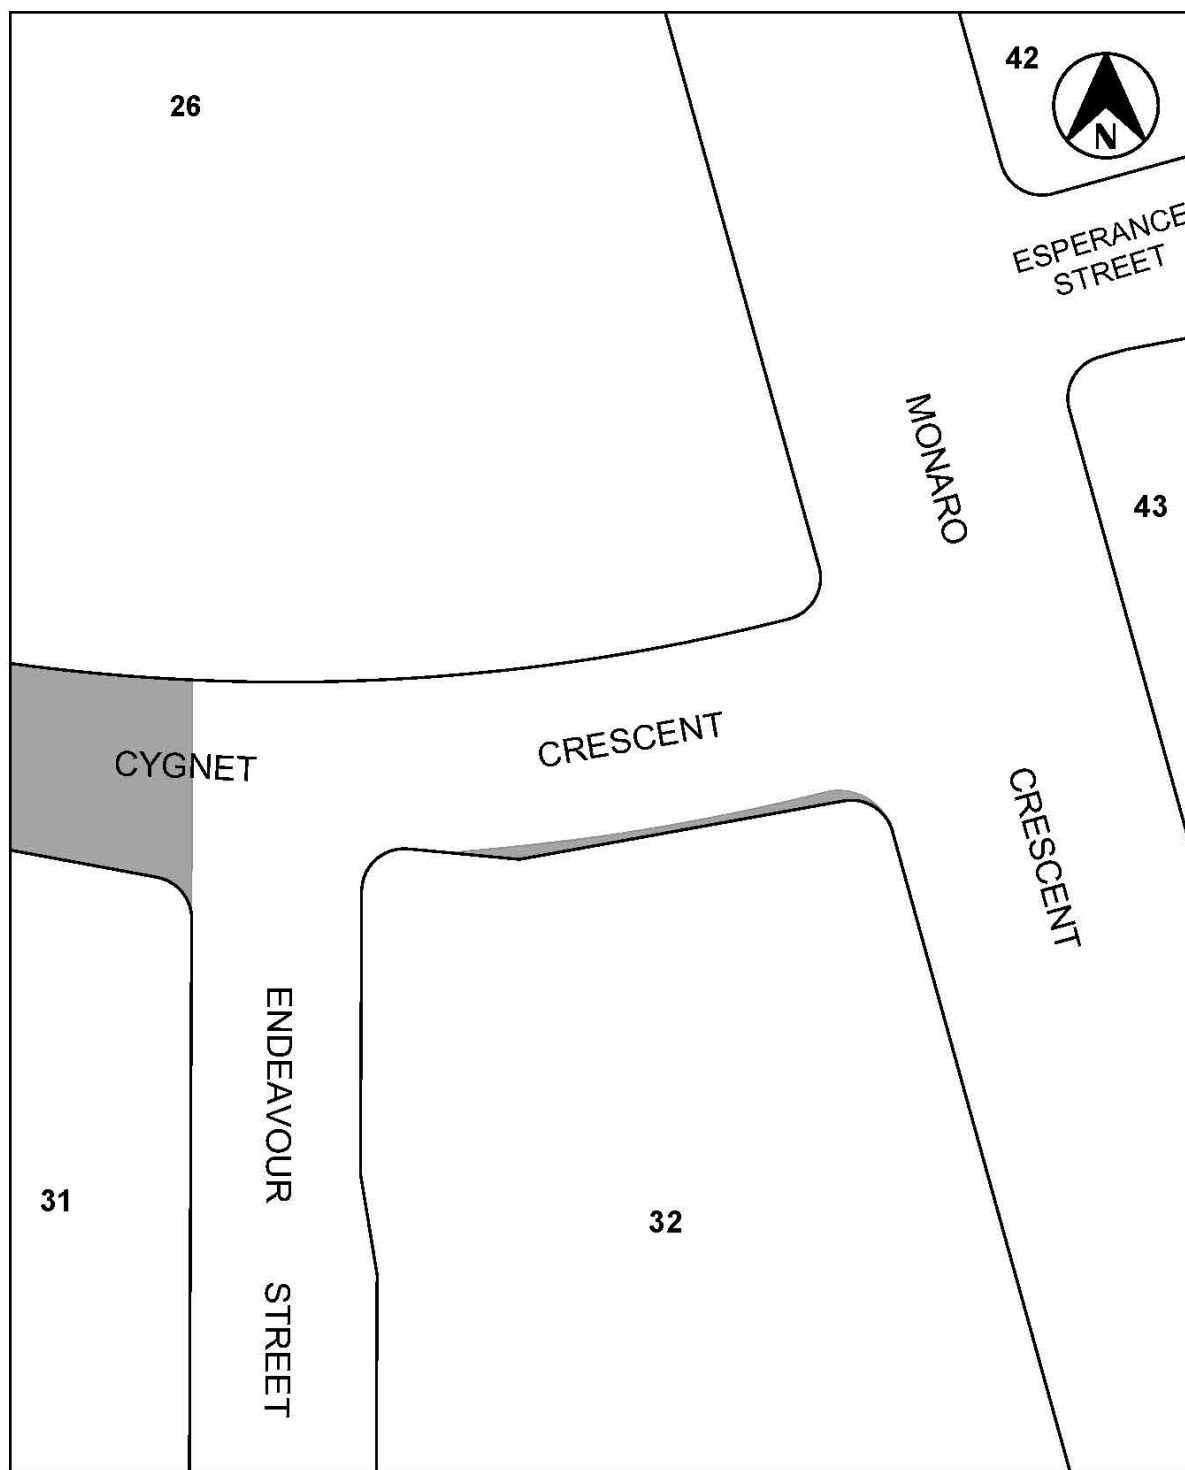 42
26
N
ESPERANCE
STREET
MONARO
43
CRESCENT
CYGNET
CRESCENT
ENDEAVOUR
31
32
STREET